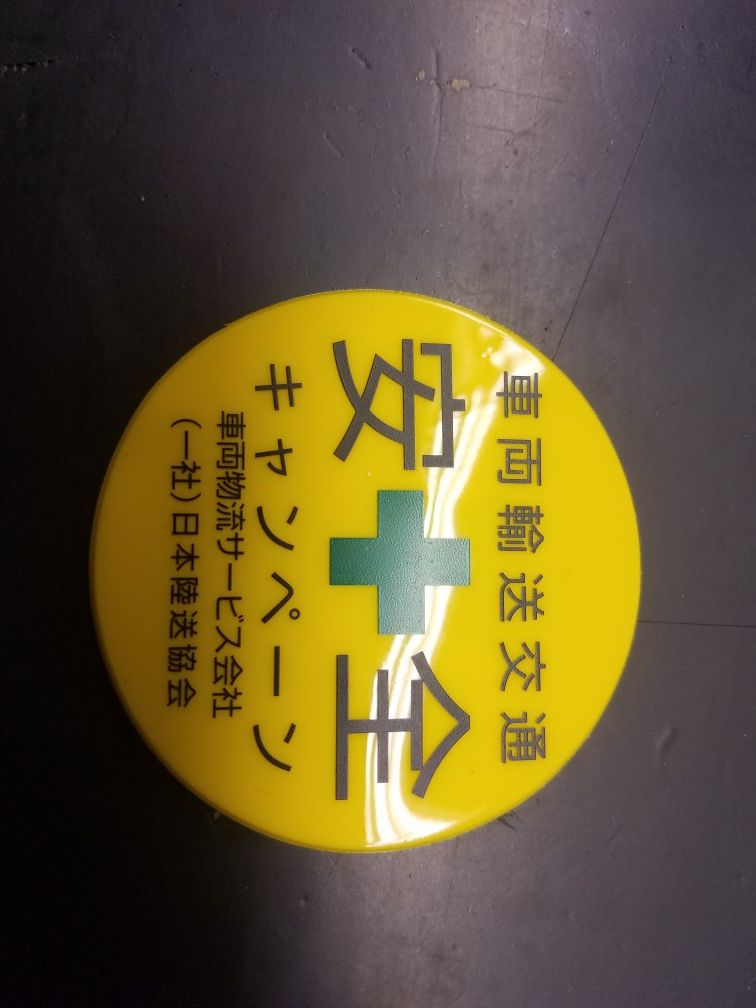 車両輸送交通
安全
キャンペーン
車両物流サービス会社
(一社)日本陸送協会